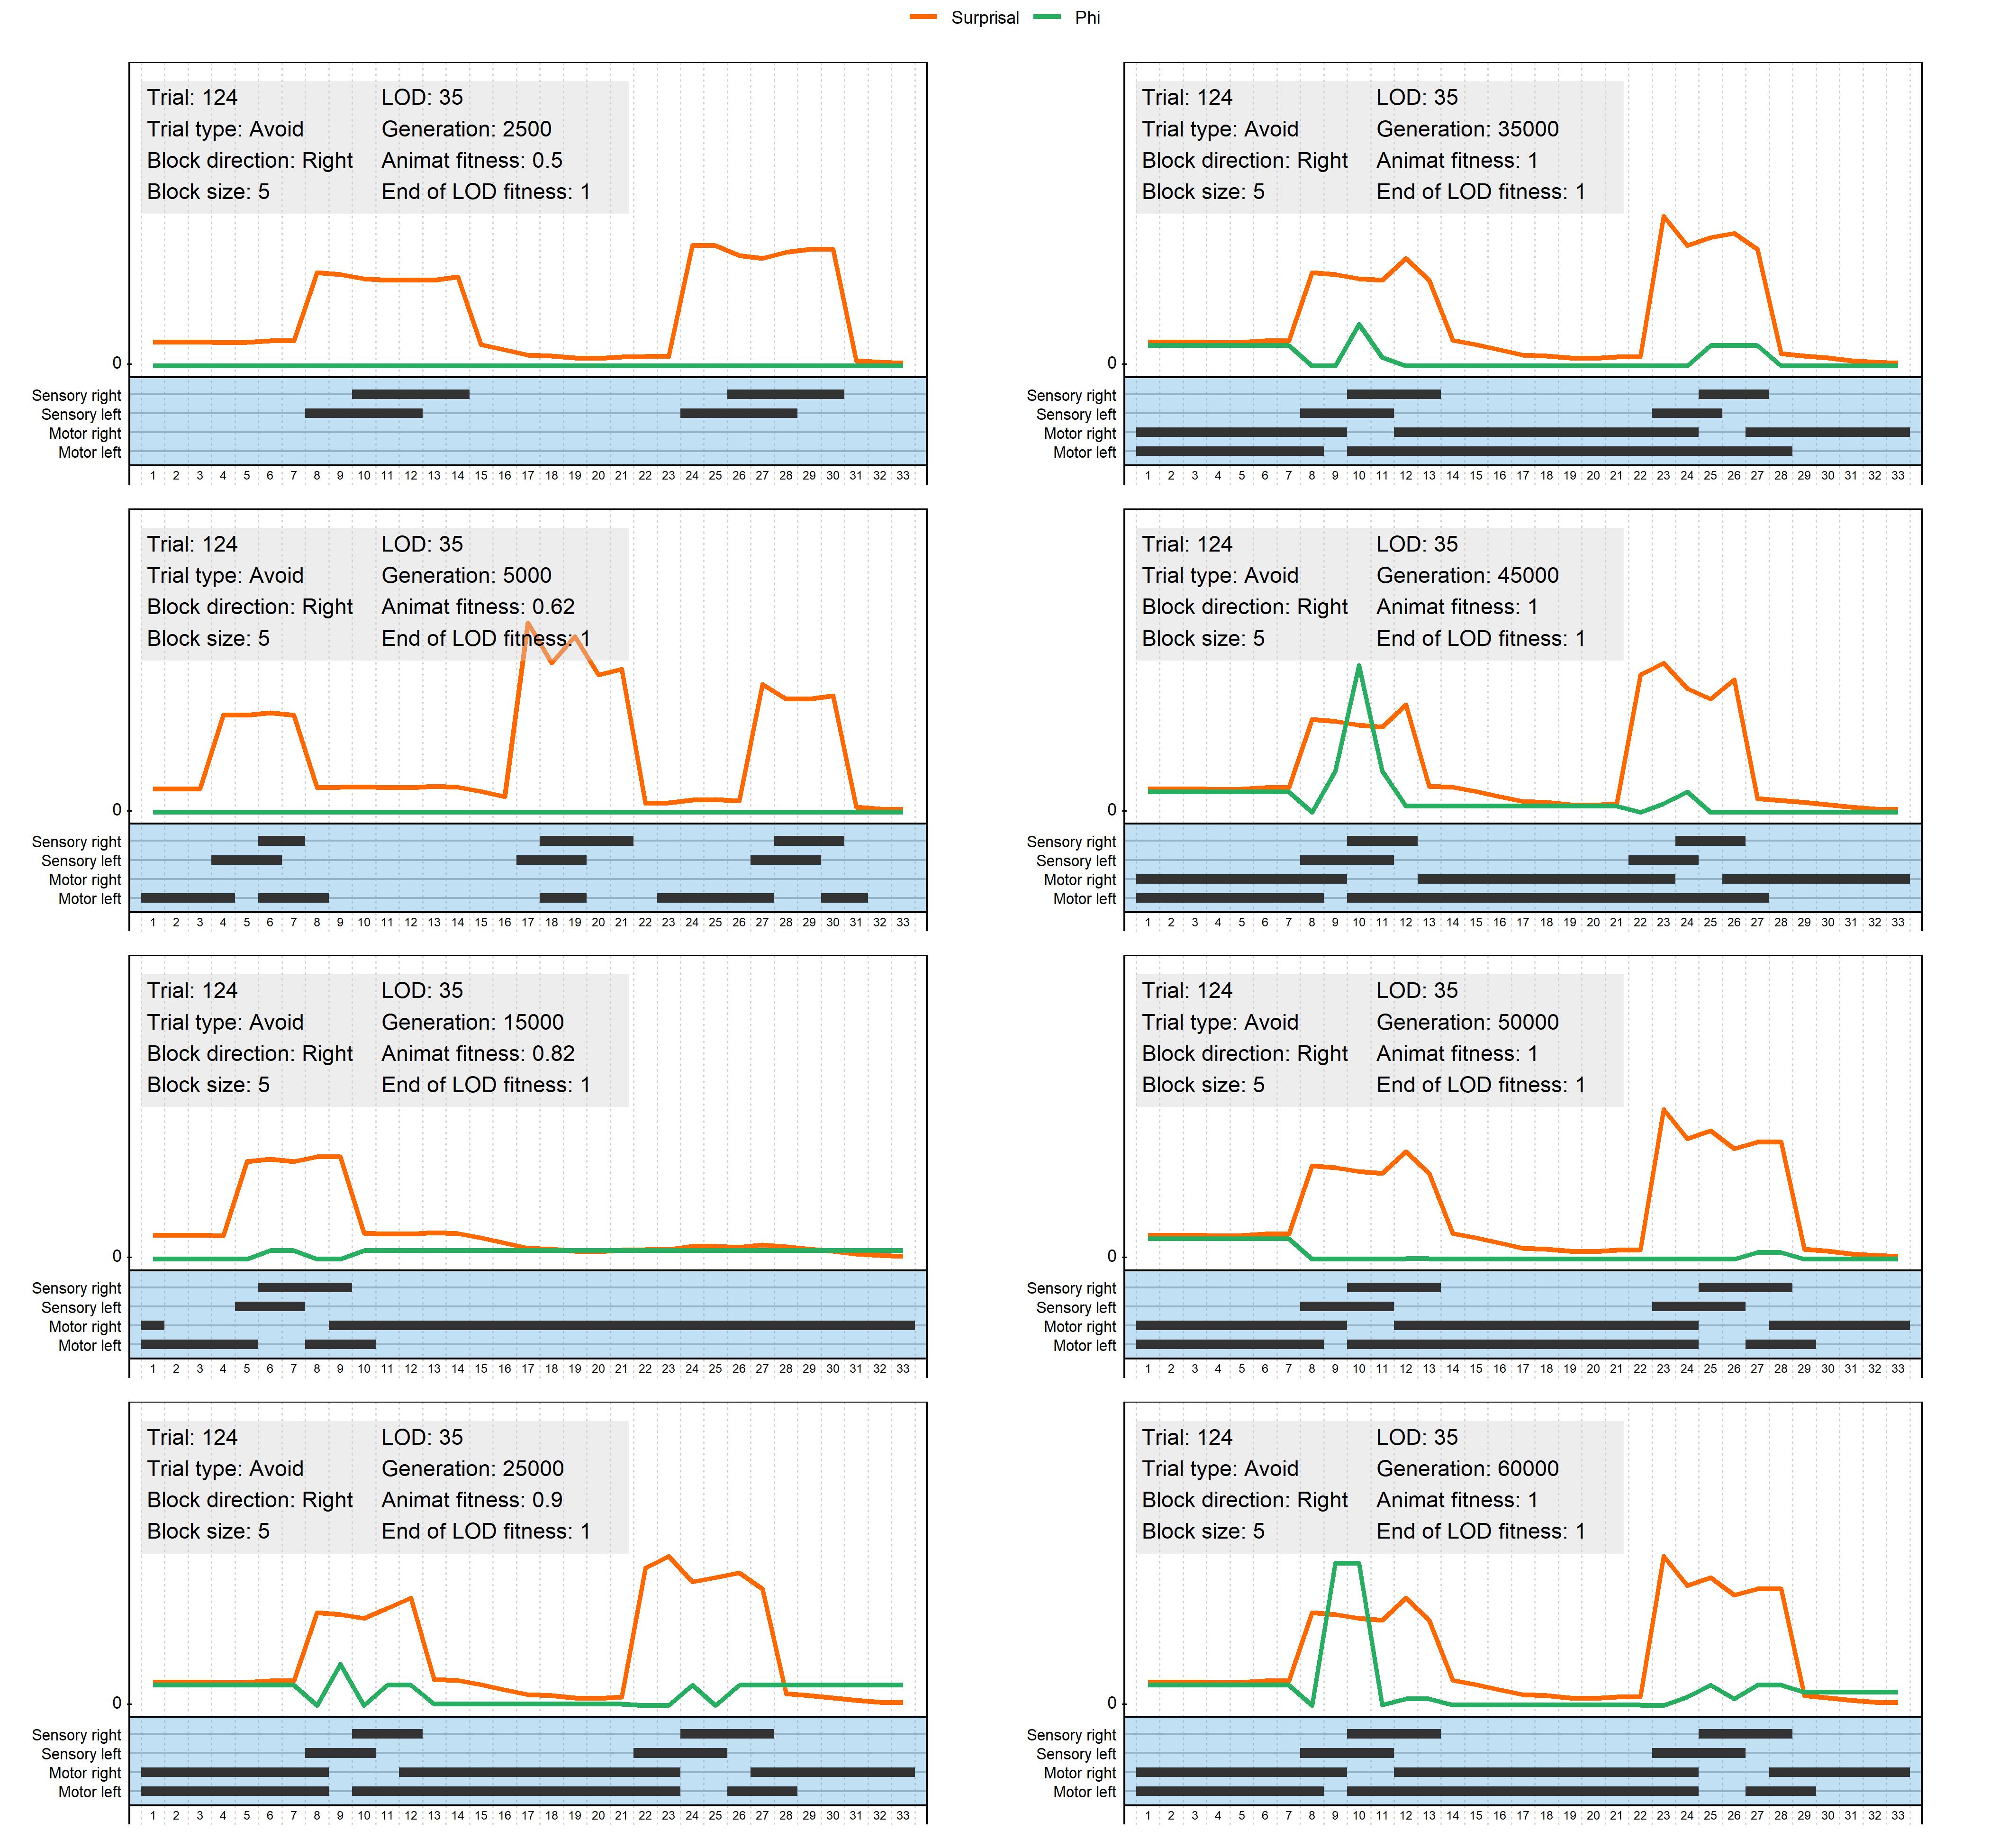 Surprisal Phi
Trial: 124 LOD: 35
Trial type: Avoid Generation: 2500
Block direction: Right Animat fitness: 0.5
Block size: 5 End of LOD fitness: 1
0
Sensory right
Sensory left
Motor right
Motor left
1 2 3 4 5 6 7 8 9 10 11 12 13 14 15 16 17 18 19 20 21 22 23 24 25 26 27 28 29 30 31 32 33
Trial: 124 LOD: 35
Trial type: Avoid Generation: 35000
Block direction: Right Animat fitness: 1
Block size: 5 End of LOD fitness: 1
0
Sensory right
Sensory left
Motor right
Motor left
1 2 3 4 5 6 7 8 9 10 11 12 13 14 15 16 17 18 19 20 21 22 23 24 25 26 27 28 29 30 31 32 33
Trial: 124 LOD: 35
Trial type: Avoid Generation: 5000
Block direction: Right Animat fitness: 0.62
Block size: 5 End of LOD fitness: 1
0
Sensory right
Sensory left
Motor right
Motor left
1 2 3 4 5 6 7 8 9 10 11 12 13 14 15 16 17 18 19 20 21 22 23 24 25 26 27 28 29 30 31 32 33
Trial: 124 LOD: 35
Trial type: Avoid Generation: 45000
Block direction: Right Animat fitness: 1
Block size: 5 End of LOD fitness: 1
0
Sensory right
Sensory left
Motor right
Motor left
1 2 3 4 5 6 7 8 9 10 11 12 13 14 15 16 17 18 19 20 21 22 23 24 25 26 27 28 29 30 31 32 33
Trial: 124 LOD: 35
Trial type: Avoid Generation: 15000
Block direction: Right Animat fitness: 0.82
Block size: 5 End of LOD fitness: 1
0
Sensory right
Sensory left
Motor right
Motor left
1 2 3 4 5 6 7 8 9 10 11 12 13 14 15 16 17 18 19 20 21 22 23 24 25 26 27 28 29 30 31 32 33
Trial: 124 LOD: 35
Trial type: Avoid Generation: 50000
Block direction: Right Animat fitness: 1
Block size: 5 End of LOD fitness: 1
0
Sensory right
Sensory left
Motor right
Motor left
1 2 3 4 5 6 7 8 9 10 11 12 13 14 15 16 17 18 19 20 21 22 23 24 25 26 27 28 29 30 31 32 33
Trial: 124 LOD: 35
Trial type: Avoid Generation: 25000
Block direction: Right Animat fitness: 0.9
Block size: 5 End of LOD fitness: 1
0
Sensory right
Sensory left
Motor right
Motor left
1 2 3 4 5 6 7 8 9 10 11 12 13 14 15 16 17 18 19 20 21 22 23 24 25 26 27 28 29 30 31 32 33
Trial: 124 LOD: 35
Trial type: Avoid Generation: 60000
Block direction: Right Animat fitness: 1
Block size: 5 End of LOD fitness: 1
0
Sensory right
Sensory left
Motor right
Motor left
1 2 3 4 5 6 7 8 9 10 11 12 13 14 15 16 17 18 19 20 21 22 23 24 25 26 27 28 29 30 31 32 33